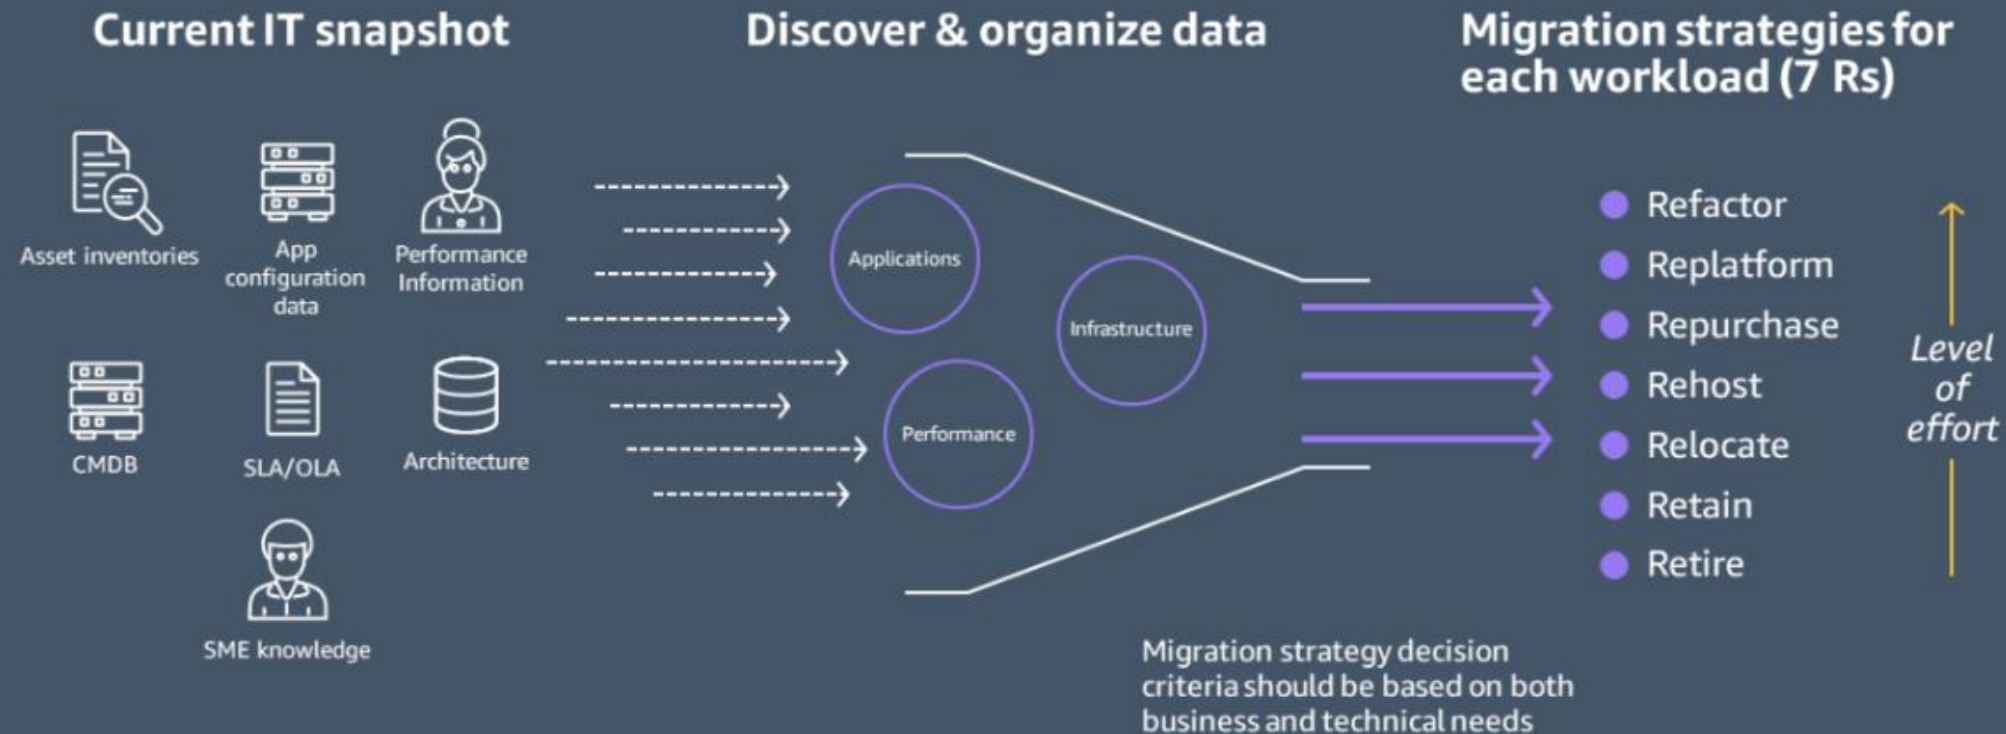 Current IT snapshot
Asset inventories
App
configuration
data
Performance
Information
CMDB
SLA/OLA
Architecture
SME knowledge
Discover & organize data
Applications
Infrastructure
Performance
Migration strategies for
each workload (7 Rs)
Refactor
Replatform
Repurchase
Rehost
Relocate
Retain
Retire
Level
of
effort
Migration strategy decision
criteria should be based on both
business and technical needs